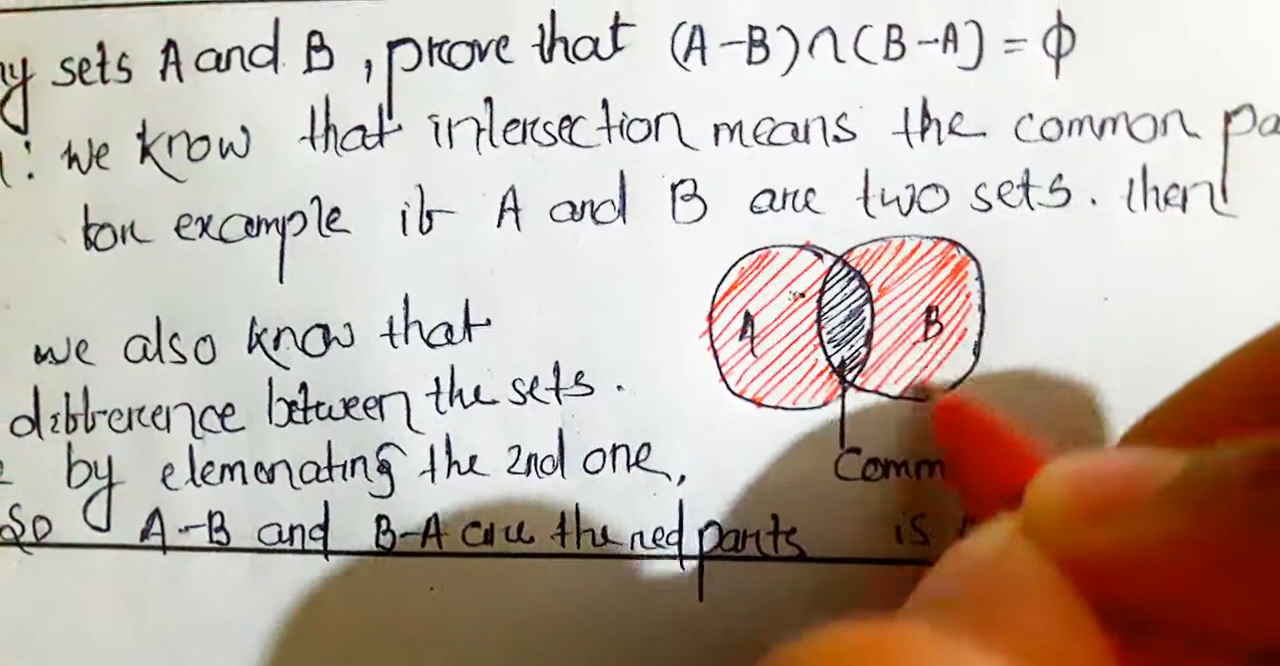 ny sets A and B, prove that (A-B)∩(B-A) = ϕ
: we know that intersection means the common pa
for example if A and B are two sets. then
A B
we also know that
difference between the sets.
by elemenating the 2nd one,
Comm
So A-B and B-A are the red parts is